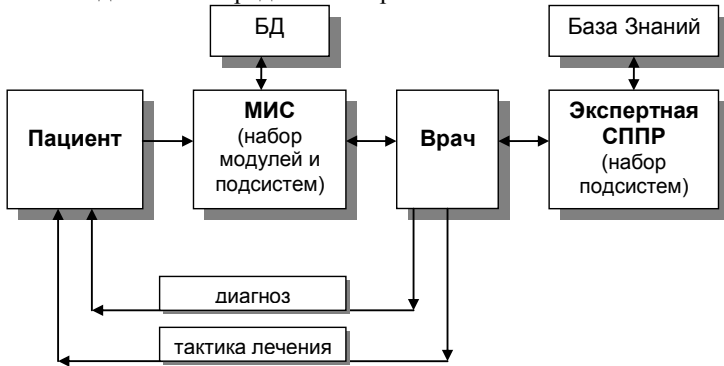 БД
База Знаний
Пациент
МИС
(набор
модулей и
подсистем)
Врач
Экспертная
СППР
(набор
подсистем)
диагноз
тактика лечения